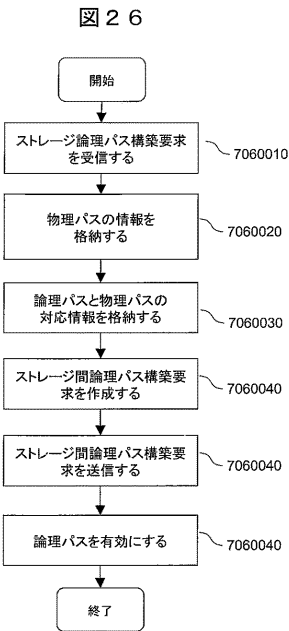 図２６
開始
ストレージ論理パス構築要求
を受信する
7060010
物理パスの情報を
格納する
7060020
論理パスと物理パスの
対応情報を格納する
7060030
ストレージ間論理パス構築要
求を作成する
7060040
ストレージ間論理パス構築要
求を送信する
7060040
論理パスを有効にする
7060040
終了